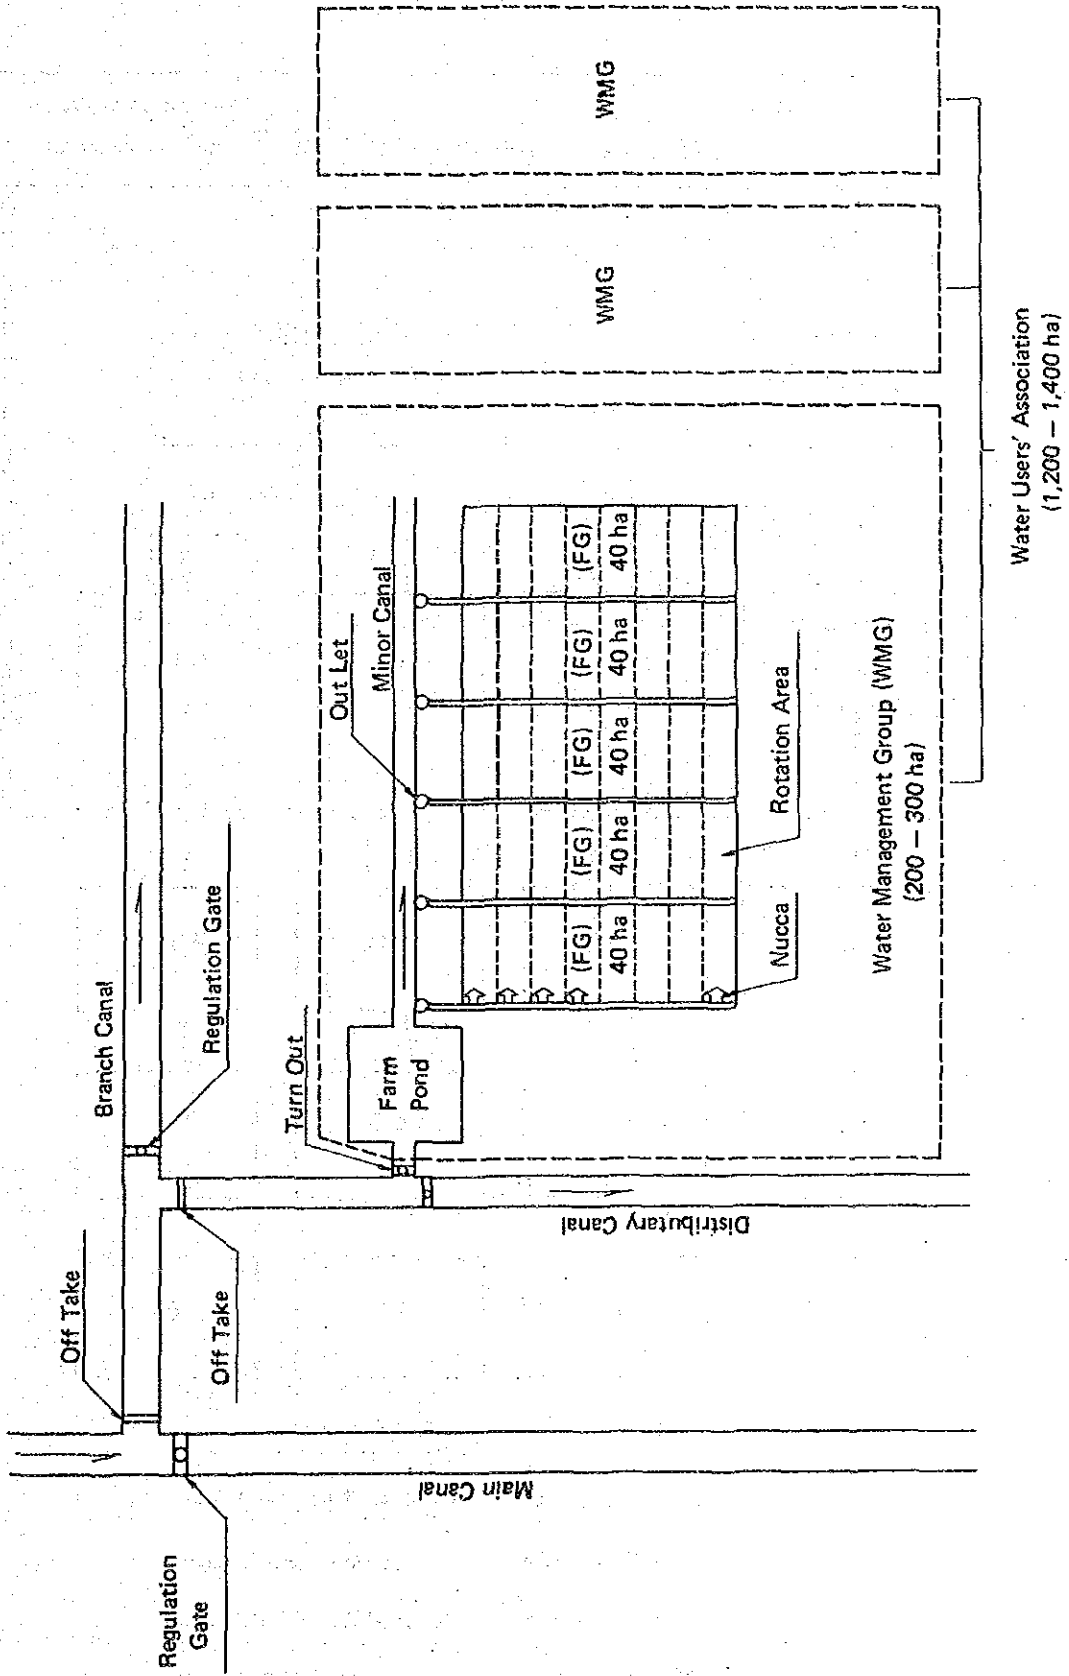 Regulation
Gate
Main Canal
Off Take
Off Take
Branch Canal
Regulation Gate
Distributary Canal
Turn Out
Farm
Pond
Out Let
Minor Canal
(FG)
40 ha
(FG)
40 ha
(FG)
40 ha
(FG)
40 ha
(FG)
40 ha
Nucca
Rotation Area
Water Management Group (WMG)
(200 – 300 ha)
WMG
WMG
Water Users' Association
(1,200 – 1,400 ha)